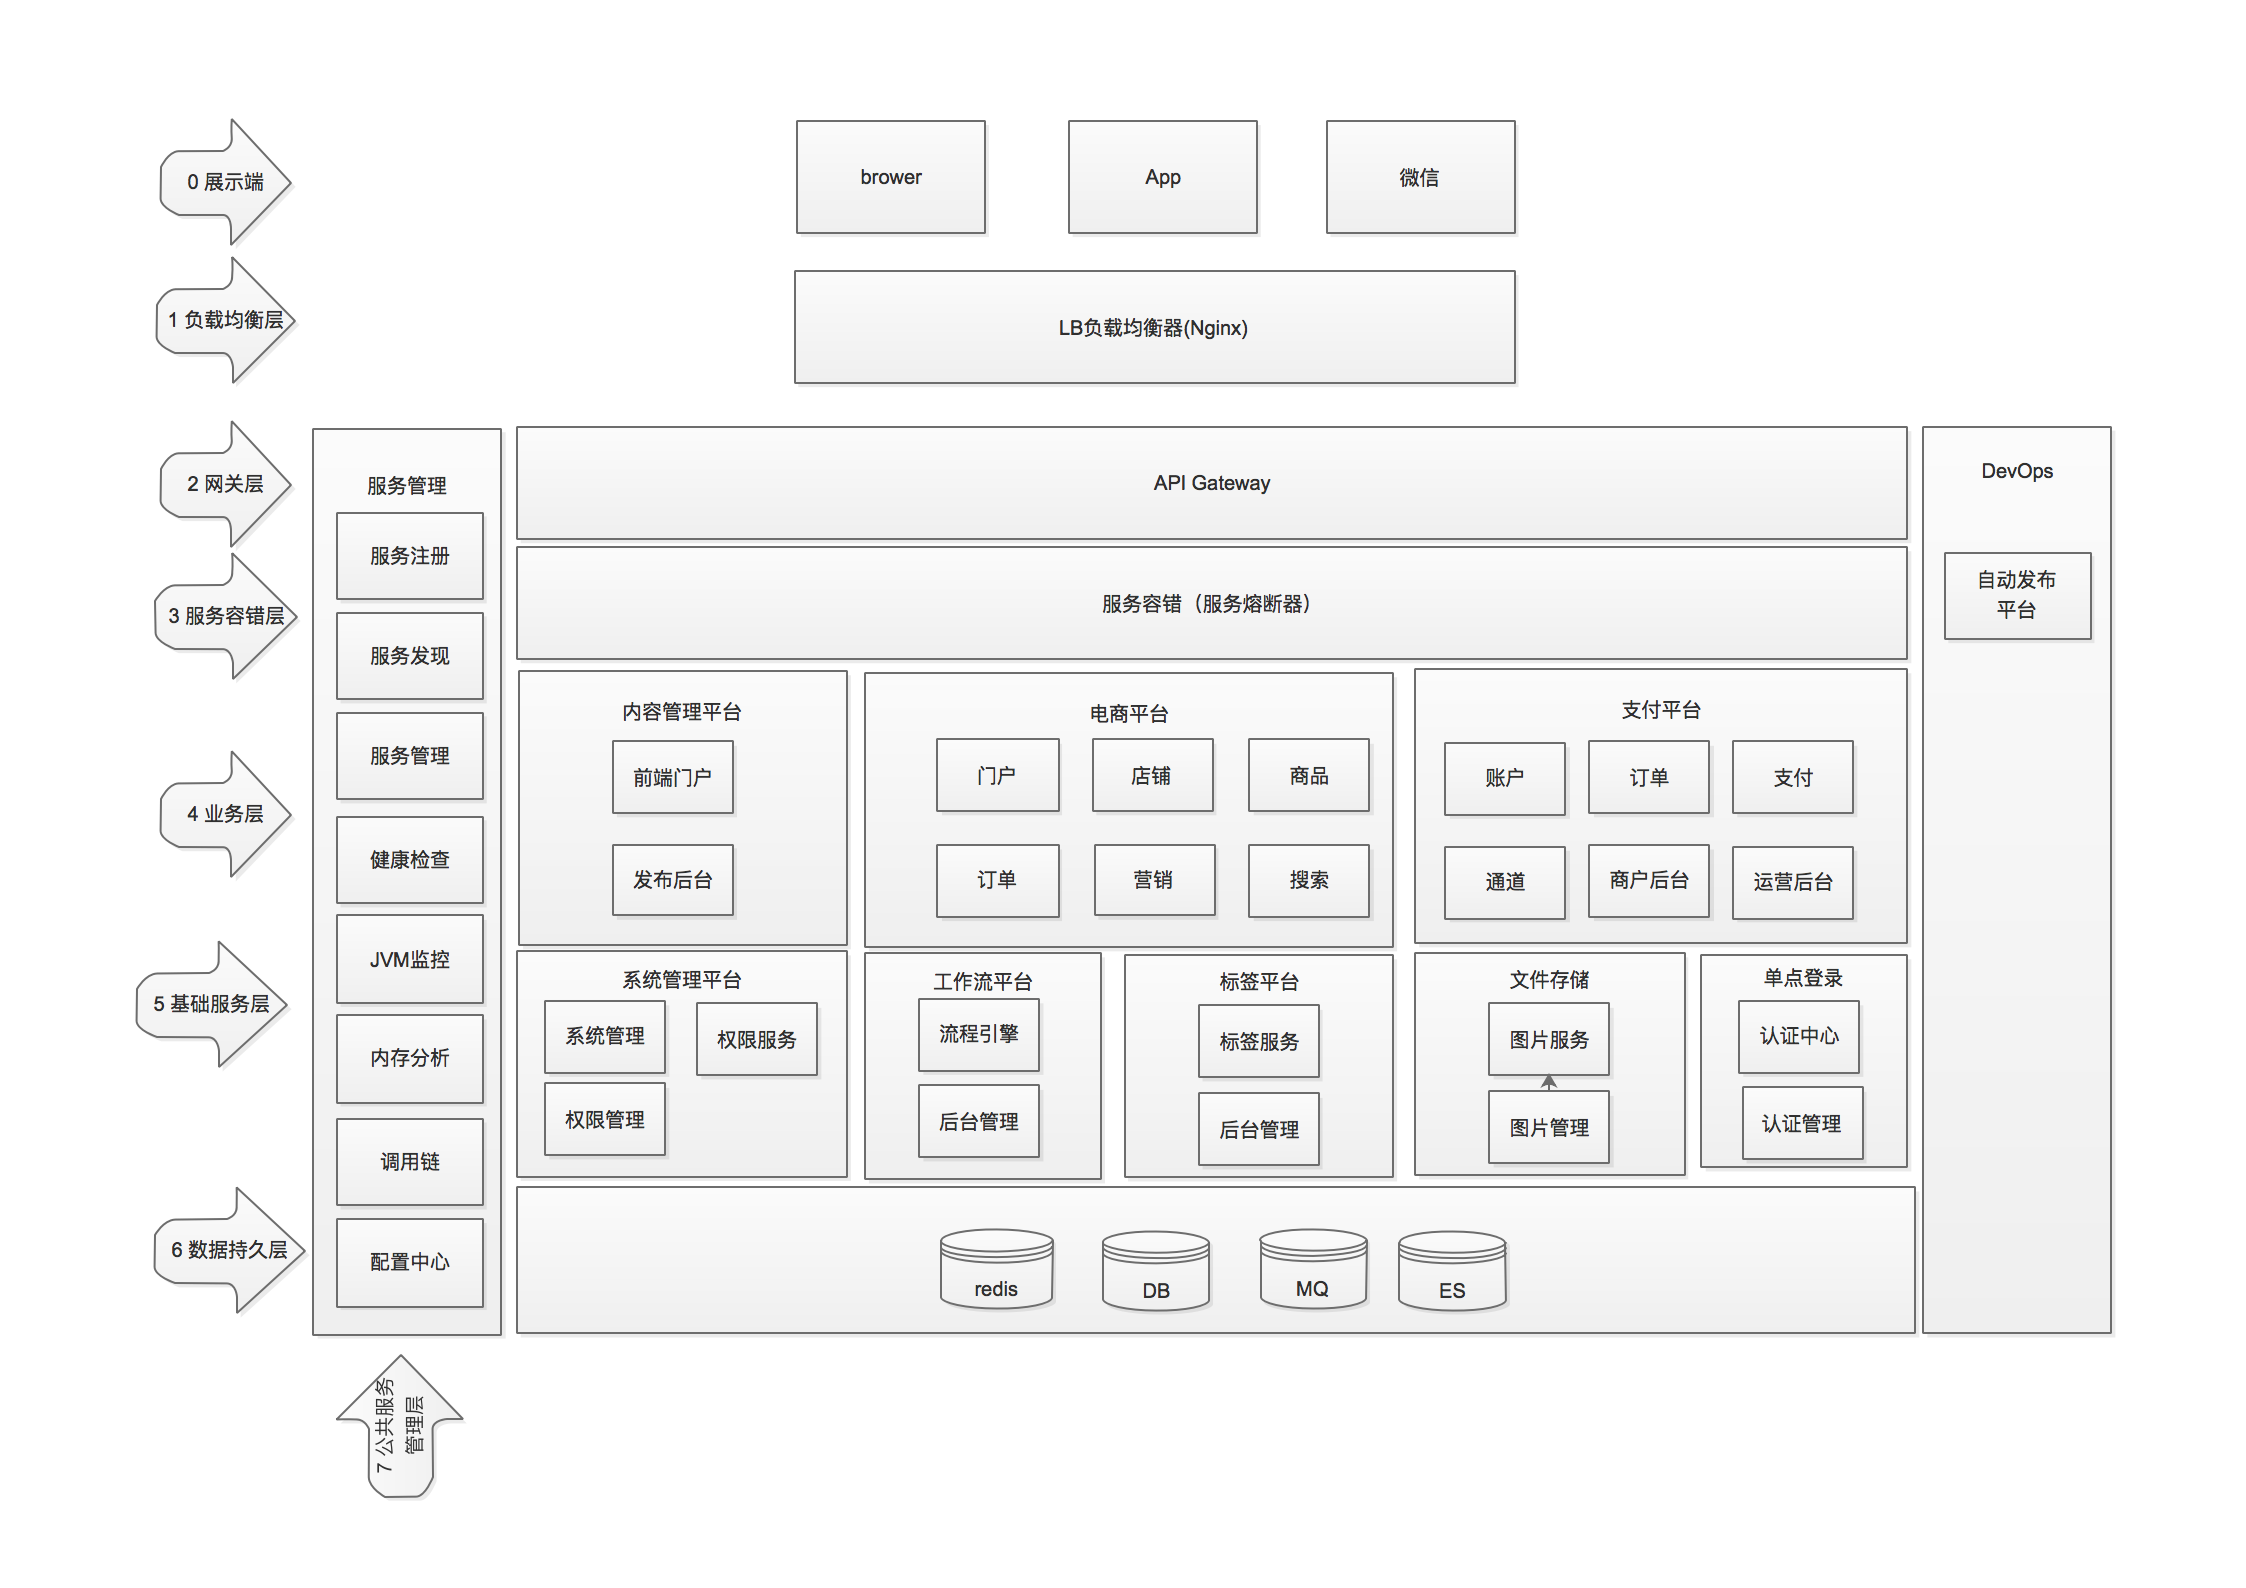 0 展示端
brower
App
微信
1 负载均衡层
LB负载均衡器(Nginx)
2 网关层
API Gateway
3 服务容错层
服务容错（服务熔断器）
服务管理
服务注册
服务发现
服务管理
健康检查
JVM监控
内存分析
调用链
配置中心
DevOps
自动发布
平台
4 业务层
内容管理平台
前端门户
发布后台
电商平台
门户
店铺
商品
订单
营销
搜索
支付平台
账户
订单
支付
通道
商户后台
运营后台
5 基础服务层
系统管理平台
系统管理
权限服务
权限管理
工作流平台
流程引擎
后台管理
标签平台
标签服务
后台管理
文件存储
图片服务
图片管理
单点登录
认证中心
认证管理
6 数据持久层
redis
DB
MQ
ES
7 公共服务
管理层